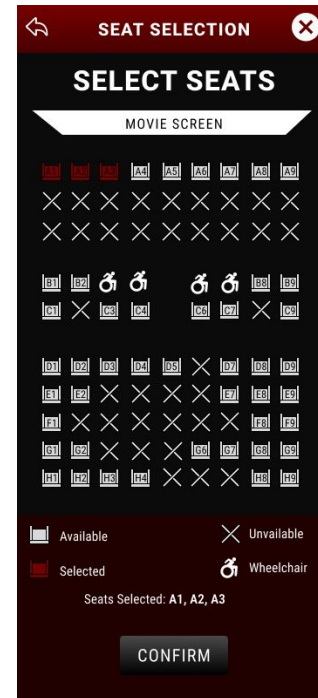 SEAT SELECTION
SELECT SEATS
MOVIE SCREEN
A1 A2 A3 A4 A5 A6 A7 A8 A9
B1 B2 B8 B9
C1 C3 C4 C6 C7 C9
D1 D2 D3 D4 D5 D7 D8 D9
E1 E2 E7 E8 E9
F1 F8 F9
G1 G2 G6 G7 G8 G9
H1 H2 H3 H4 H8 H9
Available Unvailable
Selected Wheelchair
Seats Selected: A1, A2, A3
CONFIRM